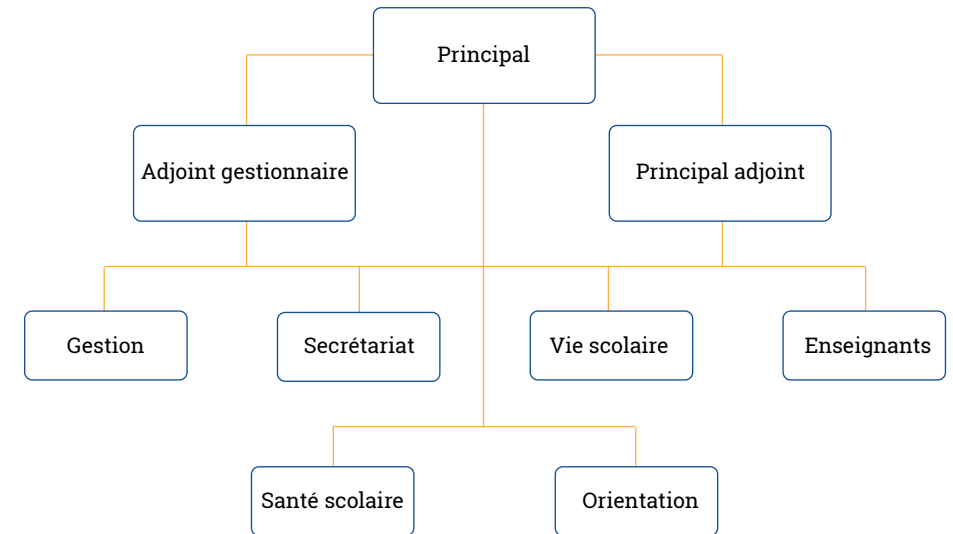 Principal
Adjoint gestionnaire
Principal adjoint
Gestion
Secrétariat
Vie scolaire
Enseignants
Santé scolaire
Orientation